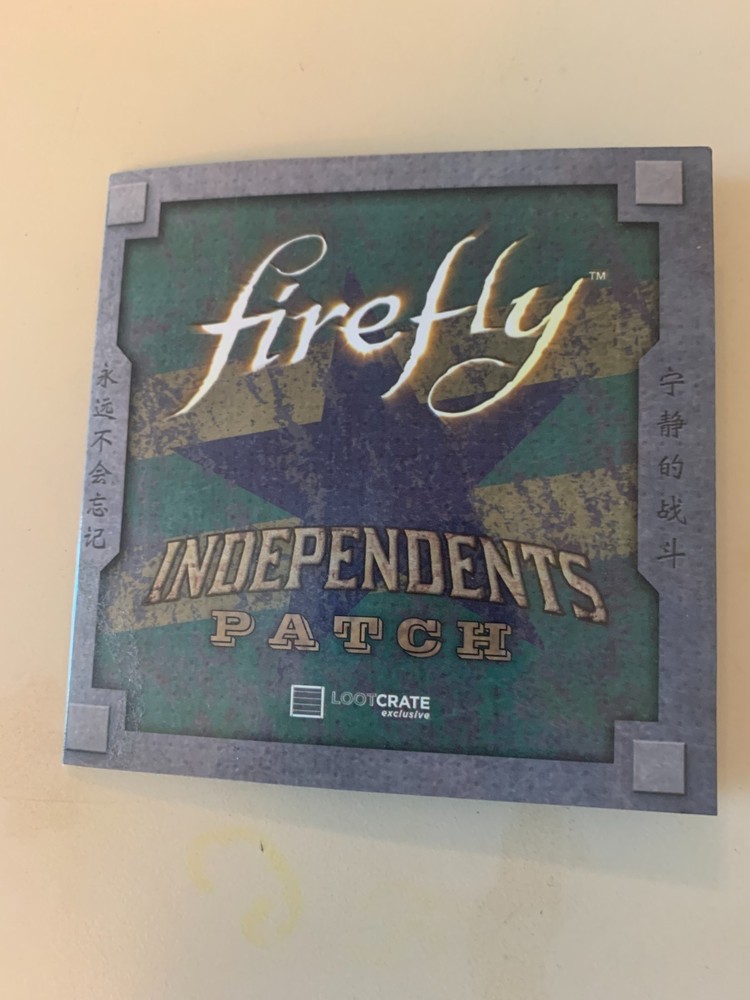 firefly™
永远不会忘记
宁静的战斗
INDEPENDENTS
PATCH
LOOTCRATE
exclusive